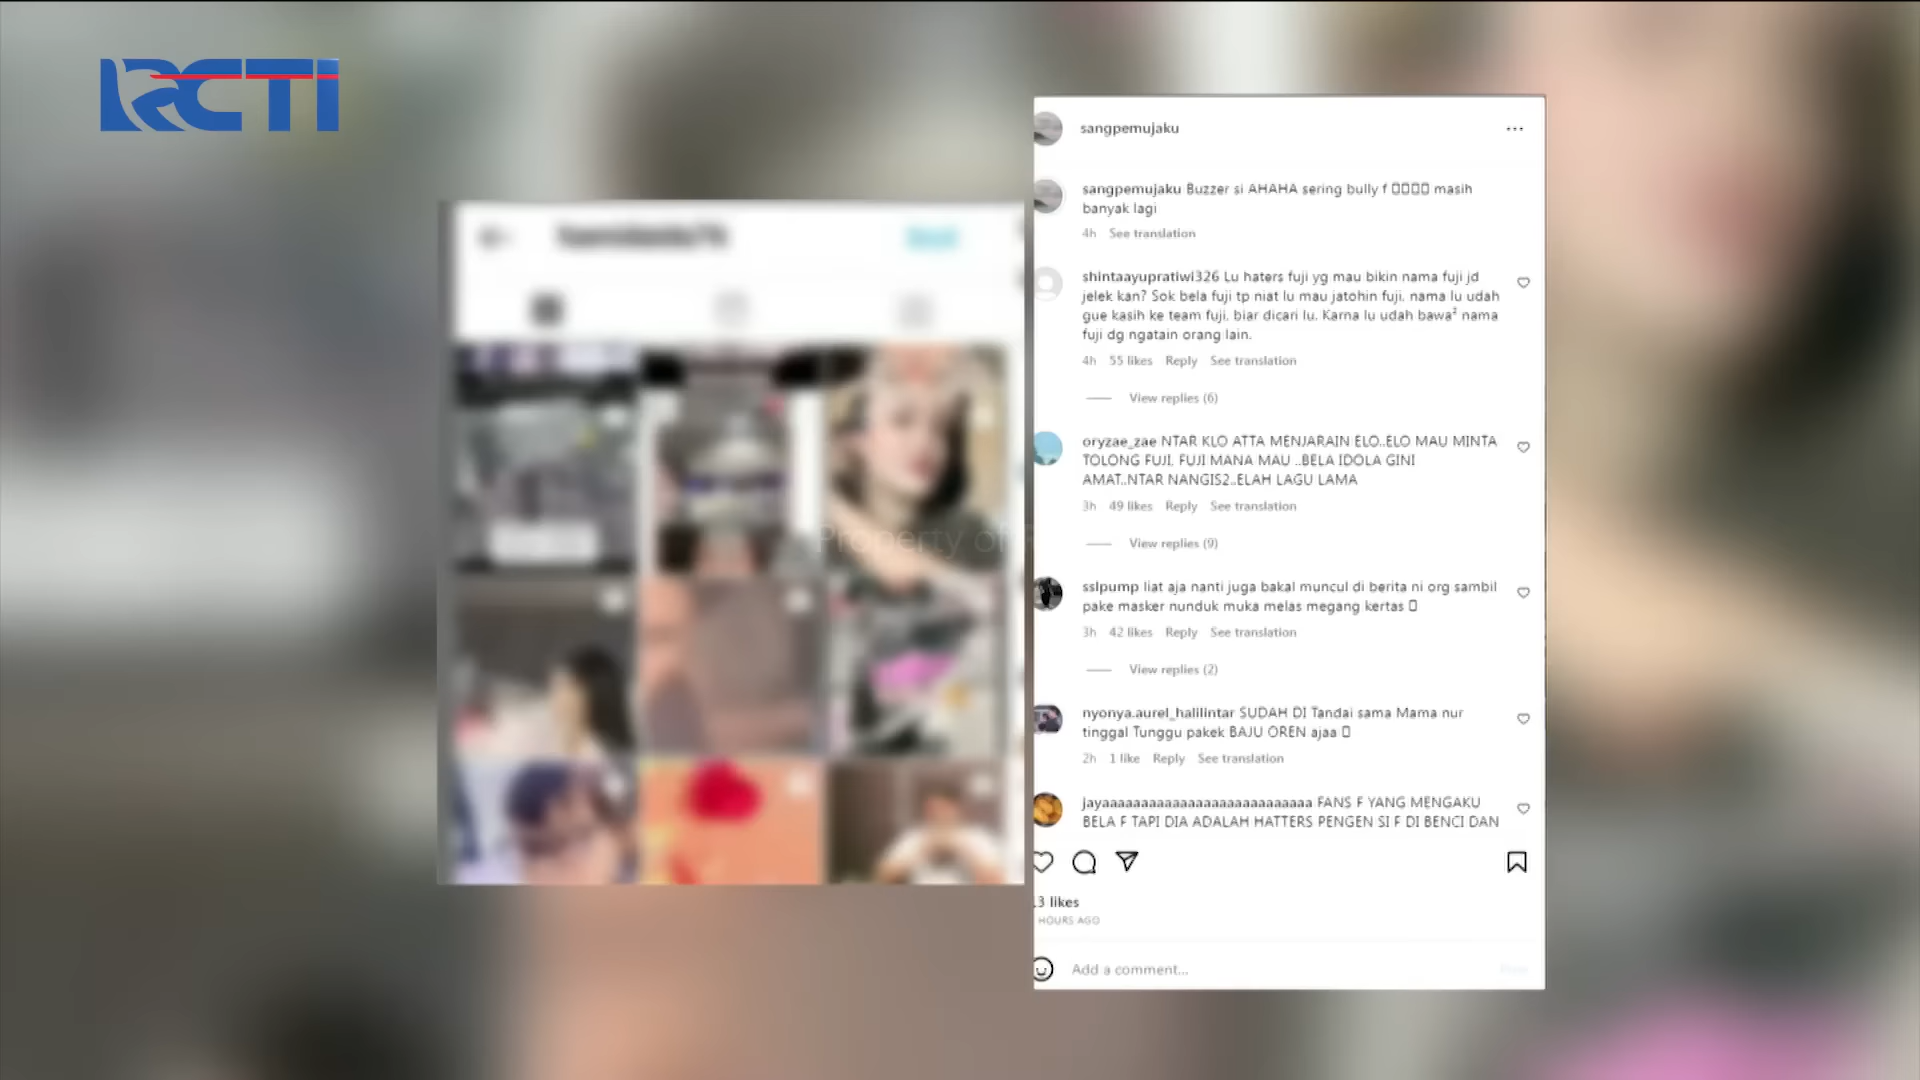 RCTI
sangpemujaku
sangpemujaku Buzzer si AHAHA sering bully f masih
banyak lagi
4h See translation
shintaayupratiwi326 Lu haters fuji yg mau bikin nama fuji jd
jelek kan? Sok bela fuji tp niat lu mau jatohin fuji. nama lu udah
gue kasih ke team fuji. biar dicari lu. Karna lu udah bawa² nama
fuji dg ngatain orang lain.
4h 55 likes Reply See translation
View replies (6)
oryzae_zae NTAR KLO ATTA MENJARAIN ELO..ELO MAU MINTA
TOLONG FUJI. FUJI MANA MAU ..BELA IDOLA GINI
AMAT..NTAR NANGIS2..ELAH LAGU LAMA
3h 49 likes Reply See translation
View replies (9)
Property of
sslpump liat aja nanti juga bakal muncul di berita ni org sambil
pake masker nunduk muka melas megang kertas
3h 42 likes Reply See translation
View replies (2)
nyonya.aurel_halilintar SUDAH DI Tandai sama Mama nur
tinggal Tunggu pakek BAJU OREN ajaa
2h 1 like Reply See translation
jayaaaaaaaaaaaaaaaaaaaaaaaaaaa FANS F YANG MENGAKU
BELA F TAPI DIA ADALAH HATTERS PENGEN SI F DI BENCI DAN
3 likes
HOURS AGO
Add a comment...